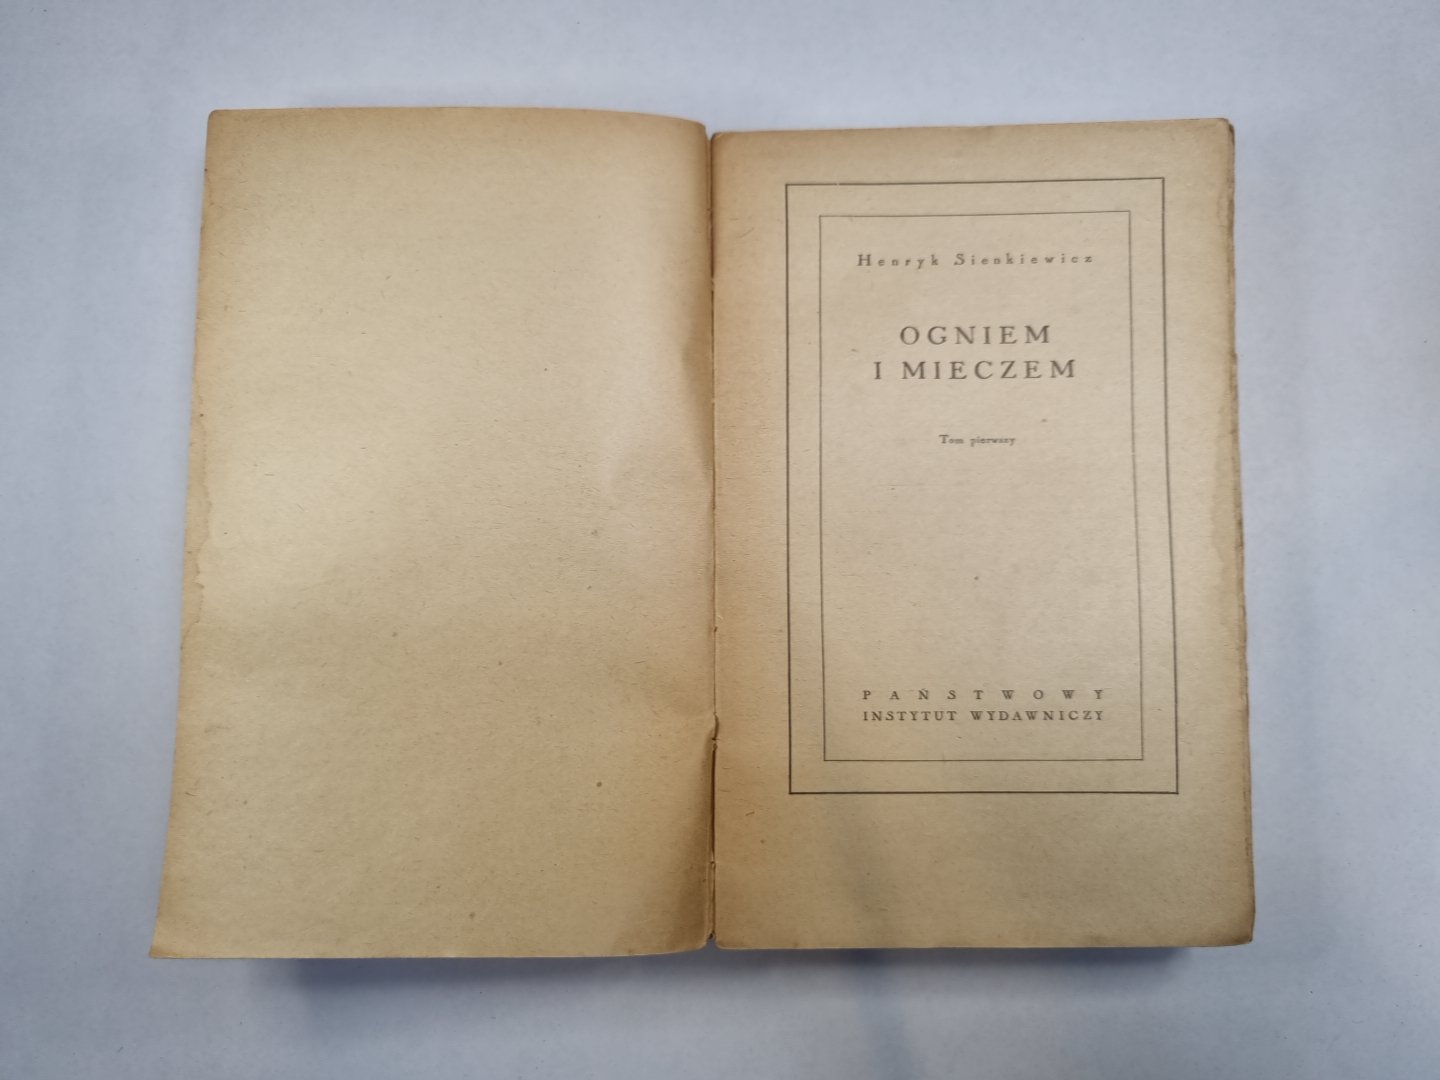 Henryk Sienkiewicz
OGNIEM
I MIECZEM
Tom pierwszy
PAŃSTWOWY
INSTYTUT WYDAWNICZY